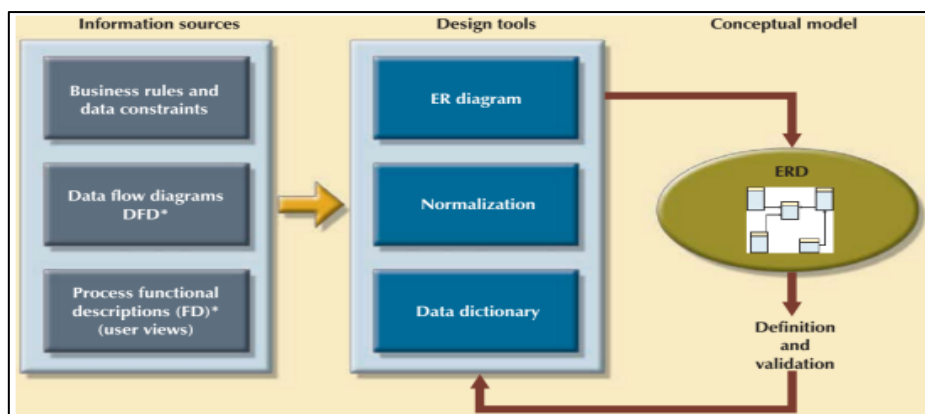 Information sources
Design tools
Conceptual model
Business rules and
data constraints
Data flow diagrams
DFD*
Process functional
descriptions (FD)*
(user views)
ER diagram
Normalization
Data dictionary
ERD
Definition
and
validation